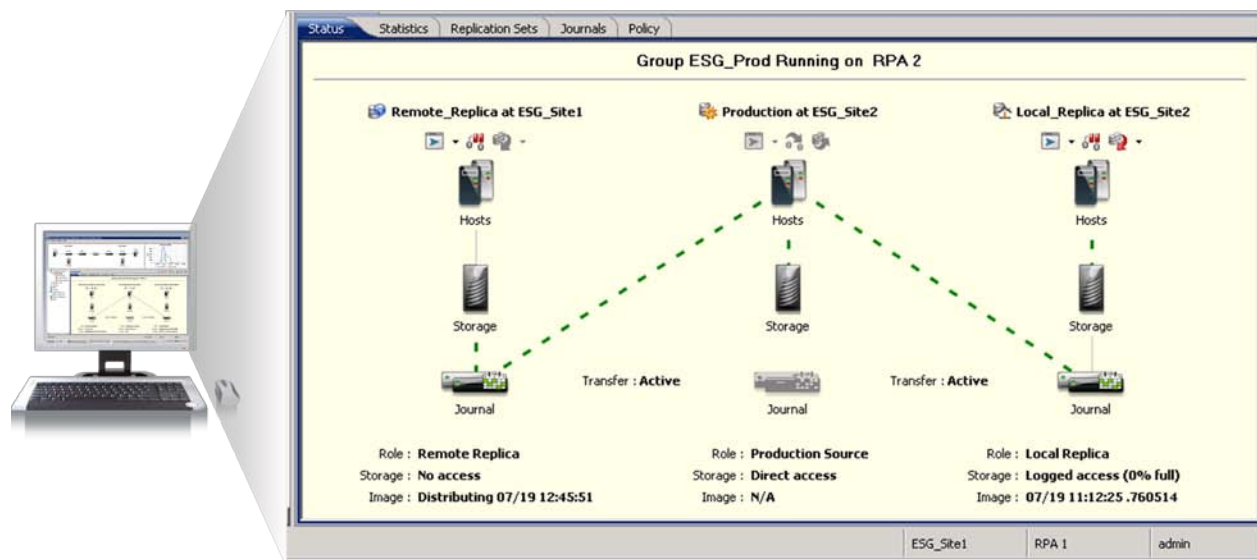 Status Statistics Replication Sets Journals Policy
Group ESG_Prod Running on RPA 2
Remote_Replica at ESG_Site1
Production at ESG_Site2
Local_Replica at ESG_Site2
Hosts
Hosts
Hosts
Storage
Storage
Storage
Transfer : Active
Transfer : Active
Journal
Journal
Journal
Role : Remote Replica
Storage : No access
Image : Distributing 07/19 12:45:51
Role : Production Source
Storage : Direct access
Image : N/A
Role : Local Replica
Storage : Logged access (0% full)
Image : 07/19 11:12:25 .760514
ESG_Site1 RPA 1 admin